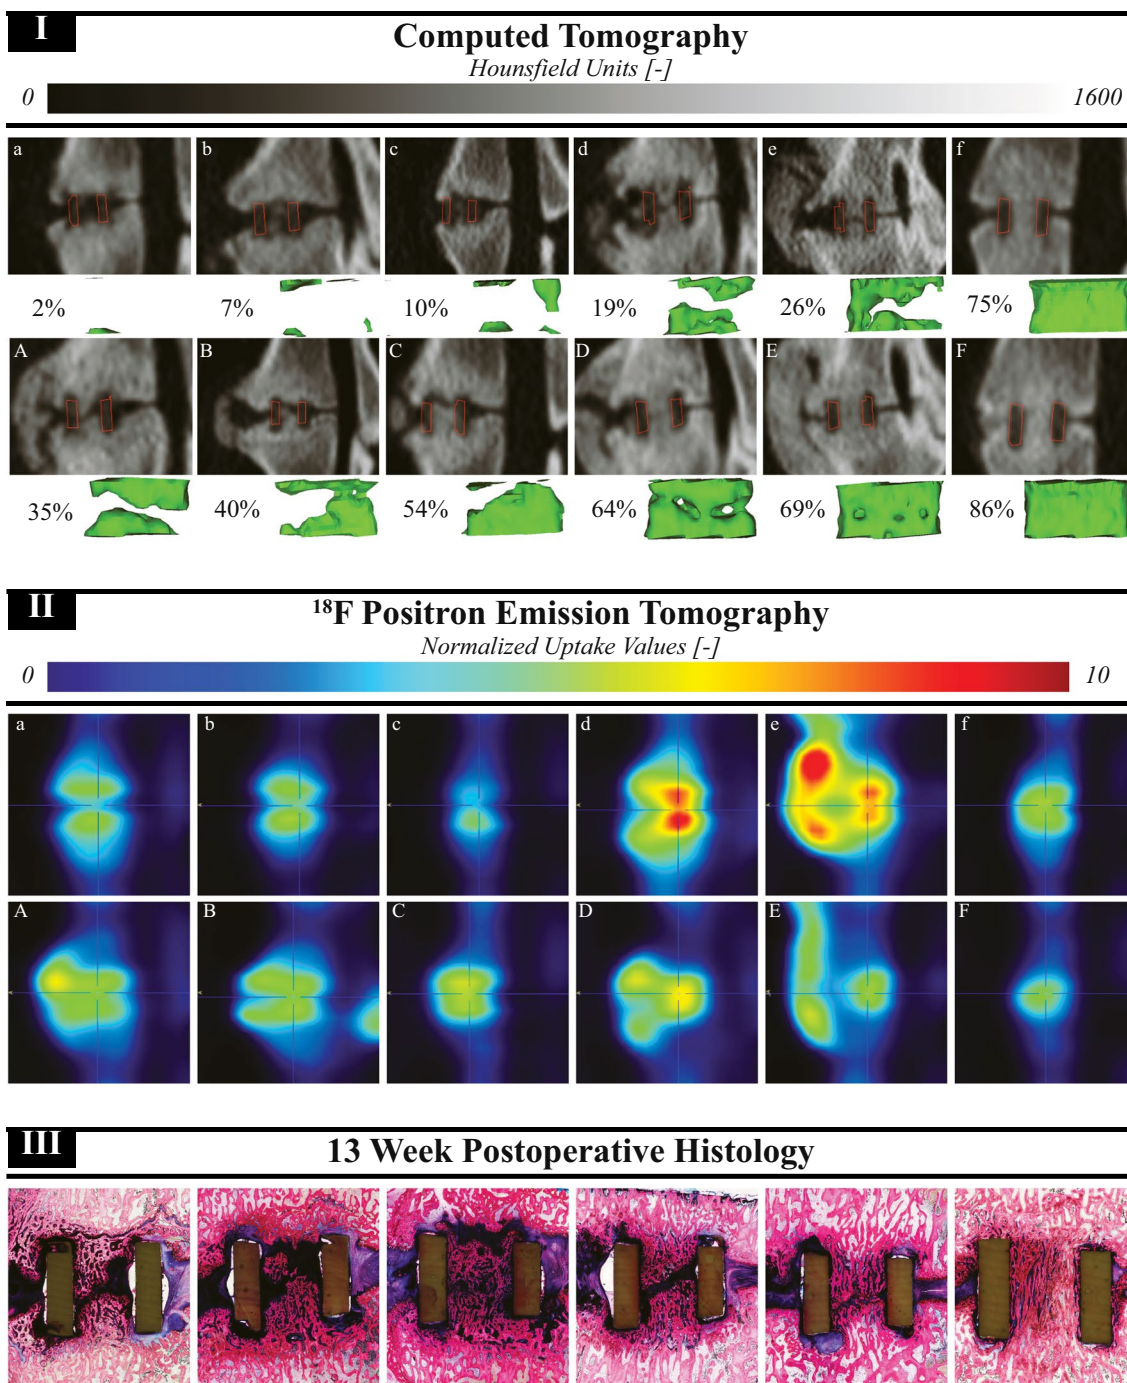 I
Computed Tomography
Hounsfield Units [-]
0 1600
a b c d e f
2% 7% 10% 19% 26% 75%
A B C D E F
35% 40% 54% 64% 69% 86%
II
18F Positron Emission Tomography
Normalized Uptake Values [-]
0 10
a b c d e f
A B C D E F
III
13 Week Postoperative Histology